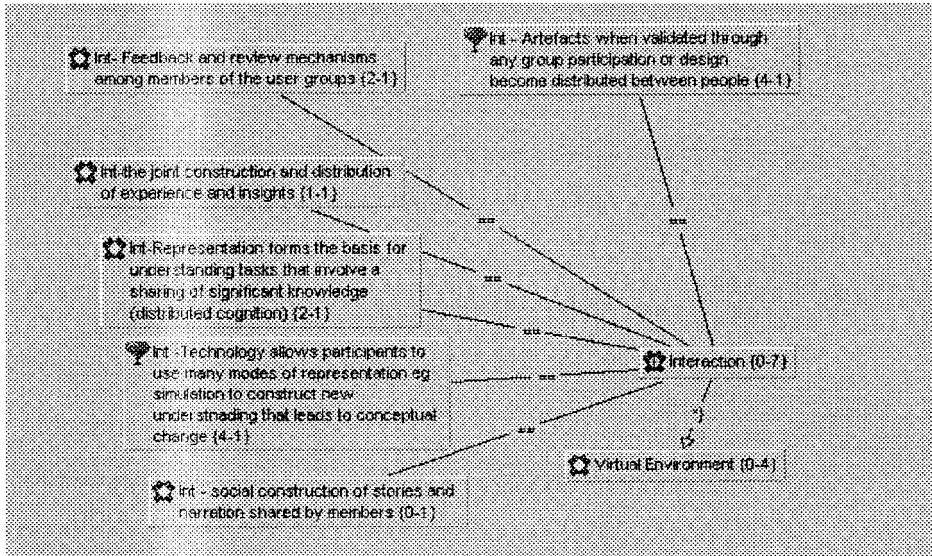 Int- Feedback and review mechanisms
among members of the user groups {2-1}
Int - Artefacts when validated through
any group participation or design
become distributed between people {4-1}
Int-the joint construction and distribution
of experience and insights {1-1}
==
==
Int-Representation forms the basis for
understanding tasks that involve a
sharing of significant knowledge
(distributed cognition) {2-1}
==
==
Int -Technology allows participants to
use many modes of representation eg
simulation to construct new
understnading that leads to conceptual
change {4-1}
==
Interaction {0-7}
*}
==
Virtual Environment {0-4}
Int - social construction of stories and
narration shared by members {0-1}